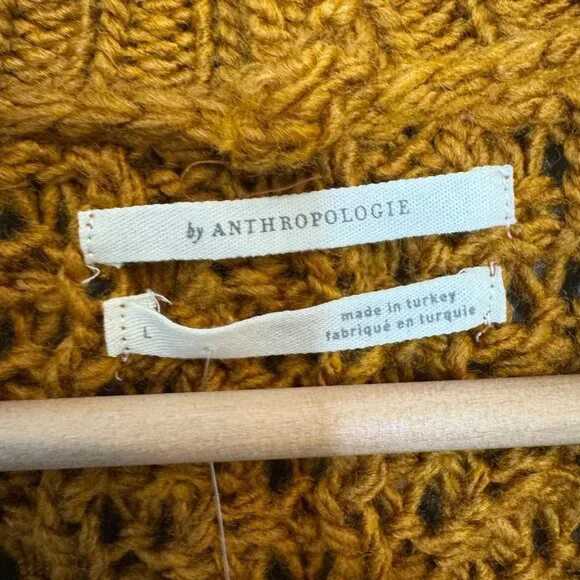 by ANTHROPOLOGIE
L
made in turkey
fabriqué en turquie